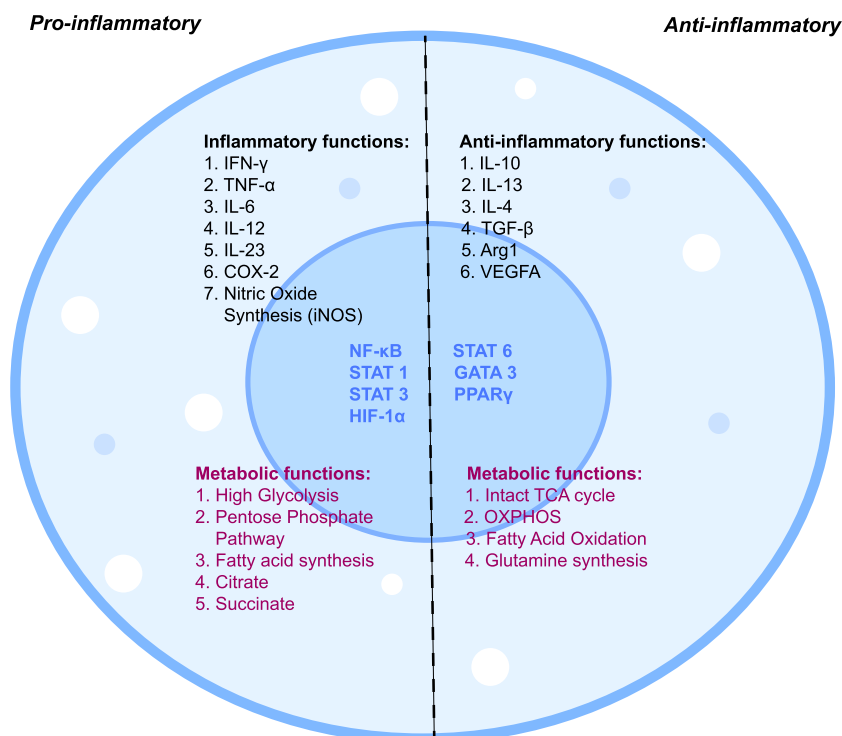 Pro-inflammatory
Anti-inflammatory
Inflammatory functions:
1. IFN-γ
2. TNF-α
3. IL-6
4. IL-12
5. IL-23
6. COX-2
7. Nitric Oxide
Synthesis (iNOS)
Anti-inflammatory functions:
1. IL-10
2. IL-13
3. IL-4
4. TGF-β
5. Arg1
6. VEGFA
NF-κB
STAT 1
STAT 3
HIF-1α
STAT 6
GATA 3
PPARγ
Metabolic functions:
1. High Glycolysis
2. Pentose Phosphate
Pathway
3. Fatty acid synthesis
4. Citrate
5. Succinate
Metabolic functions:
1. Intact TCA cycle
2. OXPHOS
3. Fatty Acid Oxidation
4. Glutamine synthesis